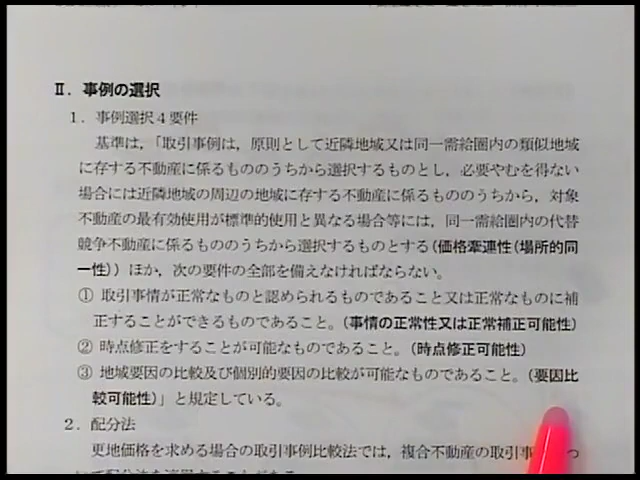 Ⅱ．事例の選択
１．事例選択４要件
基準は，「取引事例は，原則として近隣地域又は同一需給圏内の類似地域
に存する不動産に係るもののうちから選択するものとし，必要やむを得ない
場合には近隣地域の周辺の地域に存する不動産に係るもののうちから，対象
不動産の最有効使用が標準的使用と異なる場合等には，同一需給圏内の代替
競争不動産に係るもののうちから選択するものとする（価格牽連性（場所的同
一性））ほか，次の要件の全部を備えなければならない。
① 取引事情が正常なものと認められるものであること又は正常なものに補
正することができるものであること。（事情の正常性又は正常補正可能性）
② 時点修正をすることが可能なものであること。（時点修正可能性）
③ 地域要因の比較及び個別的要因の比較が可能なものであること。（要因比
較可能性）」と規定している。
２．配分法
更地価格を求める場合の取引事例比較法では，複合不動産の取引事